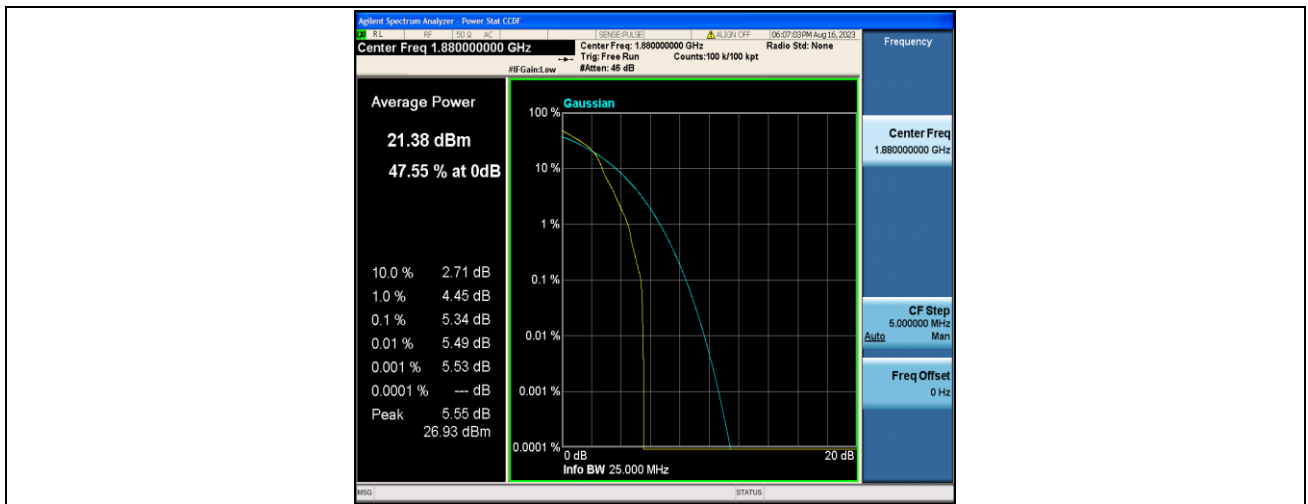 Agilent Spectrum Analyzer - Power Stat CCDF
RL RF 50 Ω AC SENSE:PULSE ALIGN OFF 06:07:03PM Aug 16, 2023
Center Freq 1.880000000 GHz
Center Freq: 1.880000000 GHz Radio Std: None
Trig: Free Run Counts:100 k/100 kpt
#IFGain:Low #Atten: 46 dB
Average Power
21.38 dBm
47.55 % at 0dB
10.0 % 2.71 dB
1.0 % 4.45 dB
0.1 % 5.34 dB
0.01 % 5.49 dB
0.001 % 5.53 dB
0.0001 % --- dB
Peak 5.55 dB
26.93 dBm
Gaussian
100 %
10 %
1 %
0.1 %
0.01 %
0.001 %
0.0001 %
0 dB 20 dB
Info BW 25.000 MHz
Frequency
Center Freq
1.880000000 GHz
CF Step
5.000000 MHz
Auto Man
Freq Offset
0 Hz
MSG STATUS